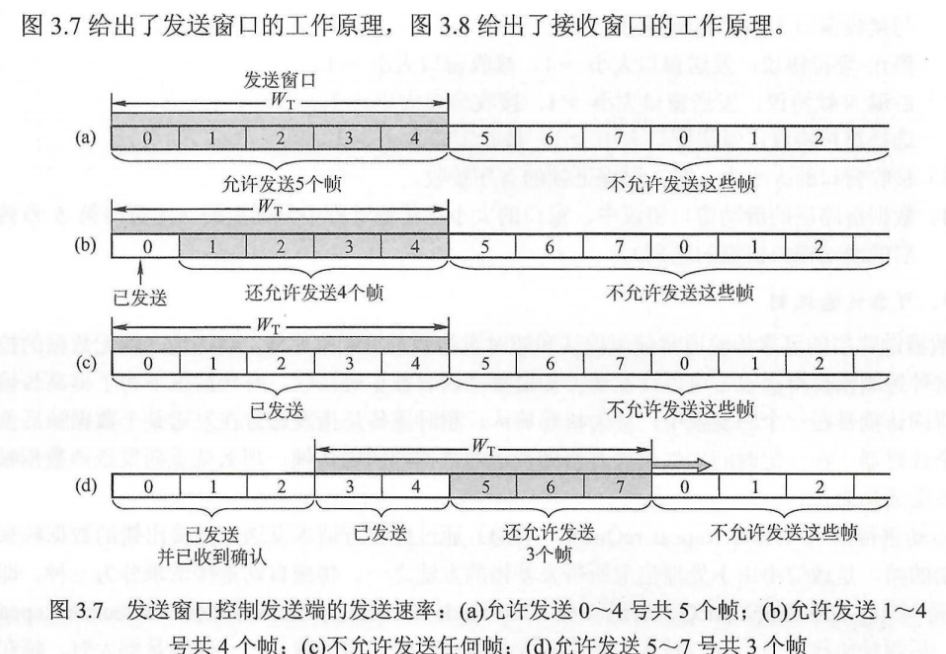 图 3.7 给出了发送窗口的工作原理，图 3.8 给出了接收窗口的工作原理。
发送窗口
W_T
(a) 0 1 2 3 4 5 6 7 0 1 2
允许发送5个帧 不允许发送这些帧
W_T
(b) 0 1 2 3 4 5 6 7 0 1 2
已发送 还允许发送4个帧 不允许发送这些帧
W_T
(c) 0 1 2 3 4 5 6 7 0 1 2
已发送 不允许发送这些帧
W_T
(d) 0 1 2 3 4 5 6 7 0 1 2
已发送 已发送 还允许发送 不允许发送这些帧
并已收到确认 3个帧
图 3.7 发送窗口控制发送端的发送速率：(a)允许发送 0~4 号共 5 个帧；(b)允许发送 1~4
号共 4 个帧；(c)不允许发送任何帧；(d)允许发送 5~7 号共 3 个帧